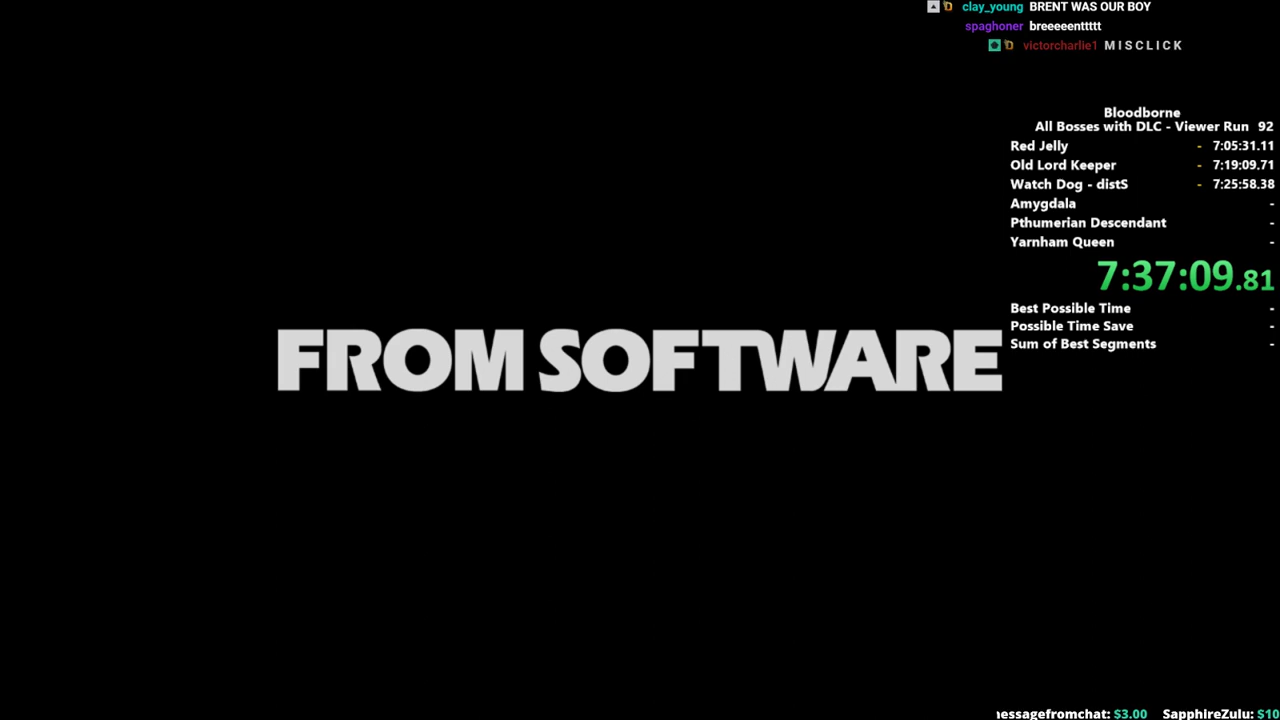 clay_young BRENT WAS OUR BOY
spaghoner breeeeenttttt
victorcharlie1 M I S C L I C K
Bloodborne
All Bosses with DLC - Viewer Run 92
Red Jelly - 7:05:31.11
Old Lord Keeper - 7:19:09.71
Watch Dog - distS - 7:25:58.38
Amygdala -
Pthumerian Descendant -
Yarnham Queen -
7:37:09.81
Best Possible Time -
Possible Time Save -
Sum of Best Segments -
FROM SOFTWARE
essagefromchat: $3.00 SapphireZulu: $10